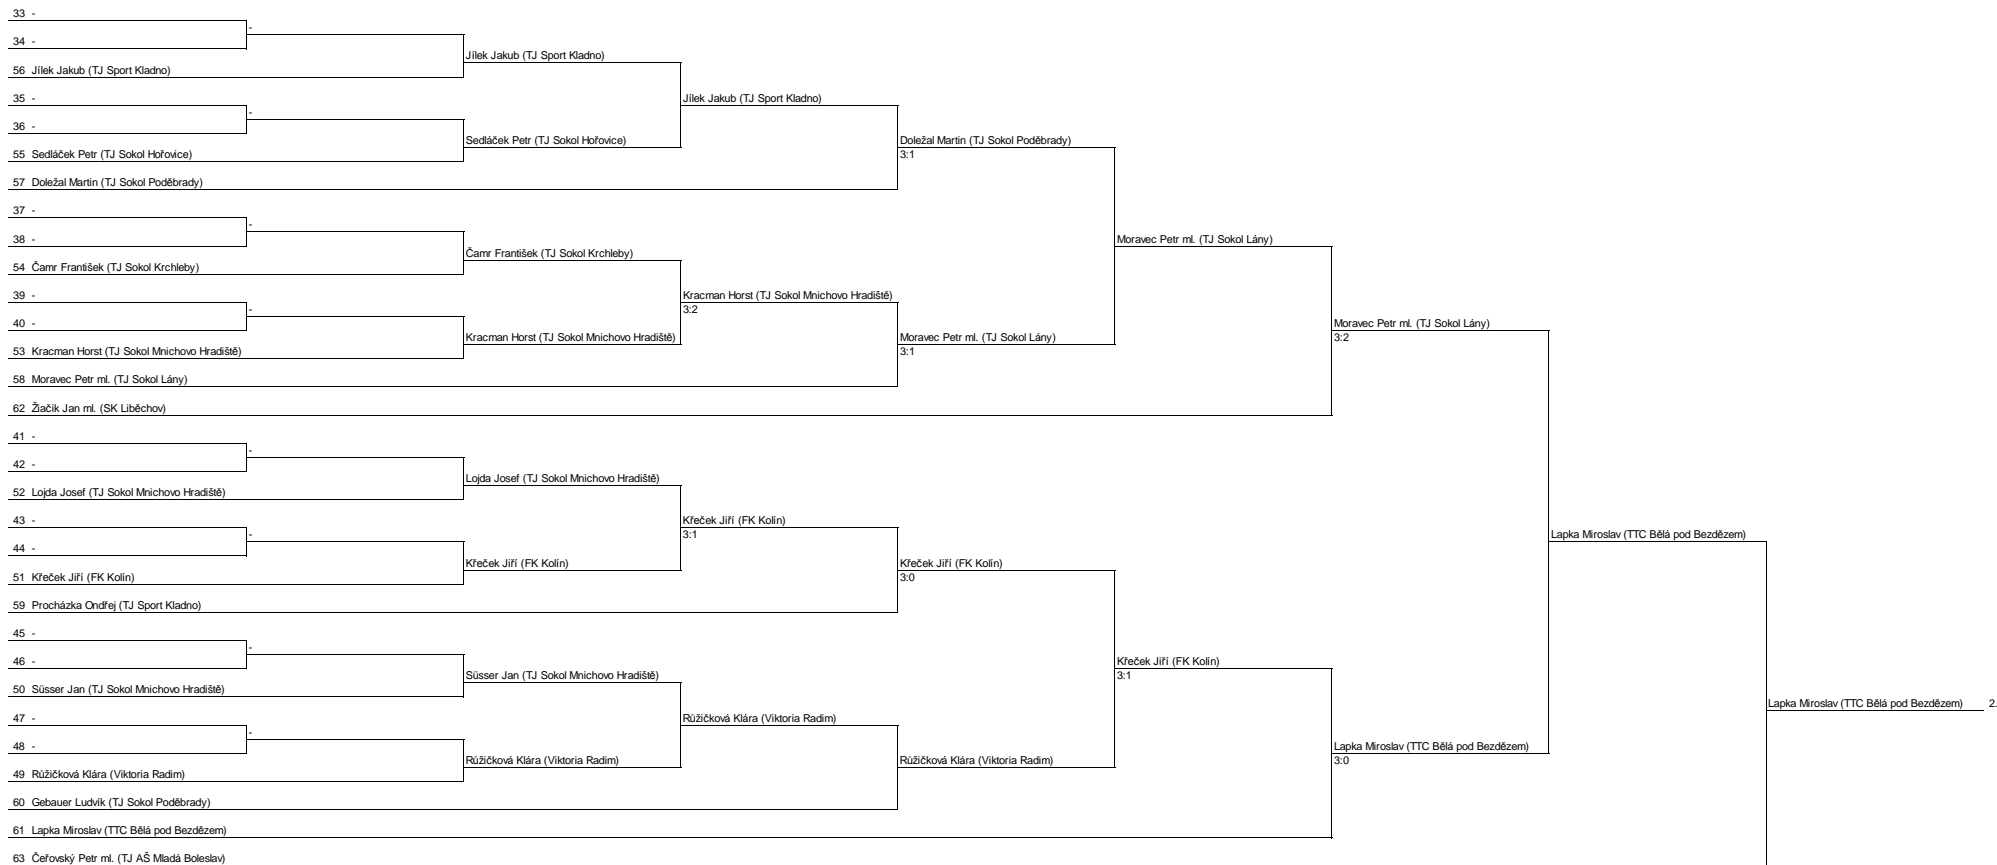 33 -
-
34 -
Jílek Jakub (TJ Sport Kladno)
56 Jílek Jakub (TJ Sport Kladno)
Jílek Jakub (TJ Sport Kladno)
35 -
-
36 -
Sedláček Petr (TJ Sokol Hořovice)
Doležal Martin (TJ Sokol Poděbrady)
3:1
55 Sedláček Petr (TJ Sokol Hořovice)
57 Doležal Martin (TJ Sokol Poděbrady)
37 -
-
38 -
Moravec Petr ml. (TJ Sokol Lány)
Čamr František (TJ Sokol Krchleby)
54 Čamr František (TJ Sokol Krchleby)
39 -
Kracman Horst (TJ Sokol Mnichovo Hradiště)
3:2
-
40 -
Moravec Petr ml. (TJ Sokol Lány)
3:2
Kracman Horst (TJ Sokol Mnichovo Hradiště)
Moravec Petr ml. (TJ Sokol Lány)
3:1
53 Kracman Horst (TJ Sokol Mnichovo Hradiště)
58 Moravec Petr ml. (TJ Sokol Lány)
62 Žiačik Jan ml. (SK Liběchov)
41 -
-
42 -
Lojda Josef (TJ Sokol Mnichovo Hradiště)
52 Lojda Josef (TJ Sokol Mnichovo Hradiště)
43 -
Křeček Jiří (FK Kolín)
3:1
-
Lapka Miroslav (TTC Bělá pod Bezdězem)
44 -
Křeček Jiří (FK Kolín)
Křeček Jiří (FK Kolín)
3:0
51 Křeček Jiří (FK Kolín)
59 Procházka Ondřej (TJ Sport Kladno)
45 -
-
46 -
Křeček Jiří (FK Kolín)
3:1
Süsser Jan (TJ Sokol Mnichovo Hradiště)
50 Süsser Jan (TJ Sokol Mnichovo Hradiště)
Lapka Miroslav (TTC Bělá pod Bezdězem) 2.
47 -
Růžičková Klára (Viktoria Radim)
-
48 -
Lapka Miroslav (TTC Bělá pod Bezdězem)
3:0
Růžičková Klára (Viktoria Radim)
Růžičková Klára (Viktoria Radim)
49 Růžičková Klára (Viktoria Radim)
60 Gebauer Ludvík (TJ Sokol Poděbrady)
61 Lapka Miroslav (TTC Bělá pod Bezdězem)
63 Čeřovský Petr ml. (TJ AŠ Mladá Boleslav)